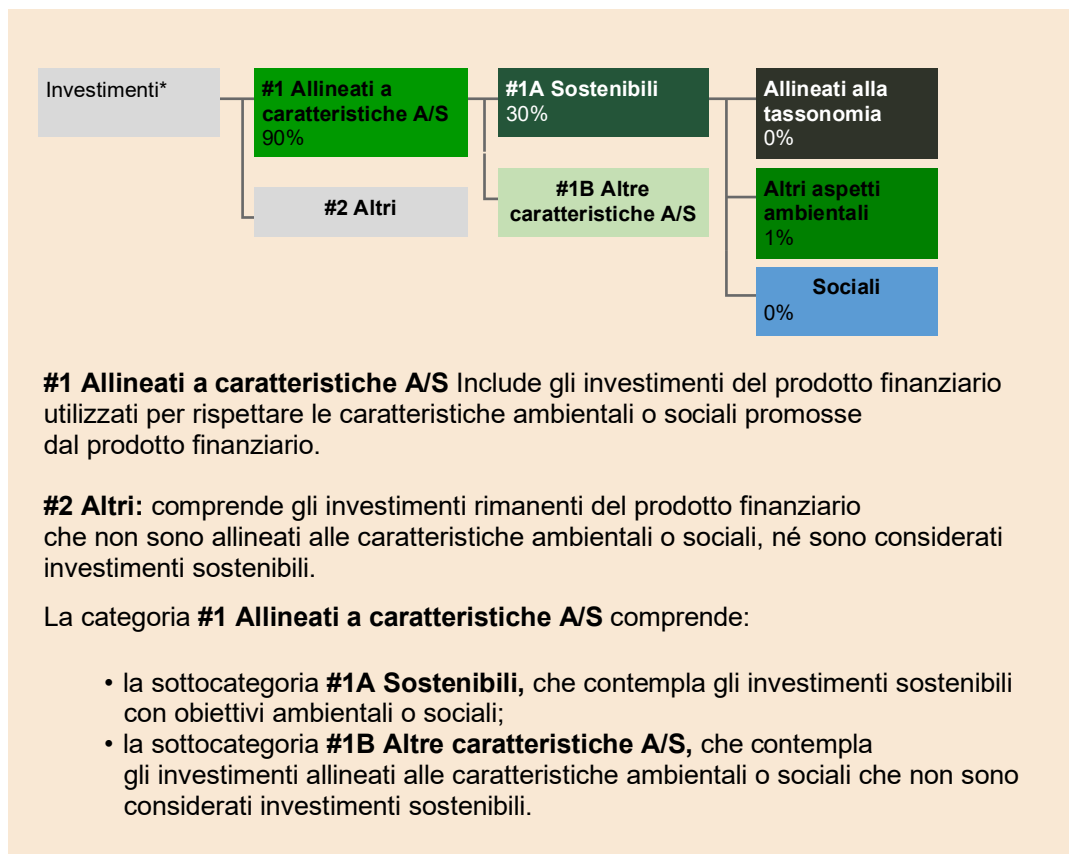 Investimenti*
#1 Allineati a
caratteristiche A/S
90%
#2 Altri
#1A Sostenibili
30%
#1B Altre
caratteristiche A/S
Allineati alla
tassonomia
0%
Altri aspetti
ambientali
1%
Sociali
0%
#1 Allineati a caratteristiche A/S Include gli investimenti del prodotto finanziario
utilizzati per rispettare le caratteristiche ambientali o sociali promosse
dal prodotto finanziario.
#2 Altri: comprende gli investimenti rimanenti del prodotto finanziario
che non sono allineati alle caratteristiche ambientali o sociali, né sono considerati
investimenti sostenibili.
La categoria #1 Allineati a caratteristiche A/S comprende:
• la sottocategoria #1A Sostenibili, che contempla gli investimenti sostenibili
con obiettivi ambientali o sociali;
• la sottocategoria #1B Altre caratteristiche A/S, che contempla
gli investimenti allineati alle caratteristiche ambientali o sociali che non sono
considerati investimenti sostenibili.